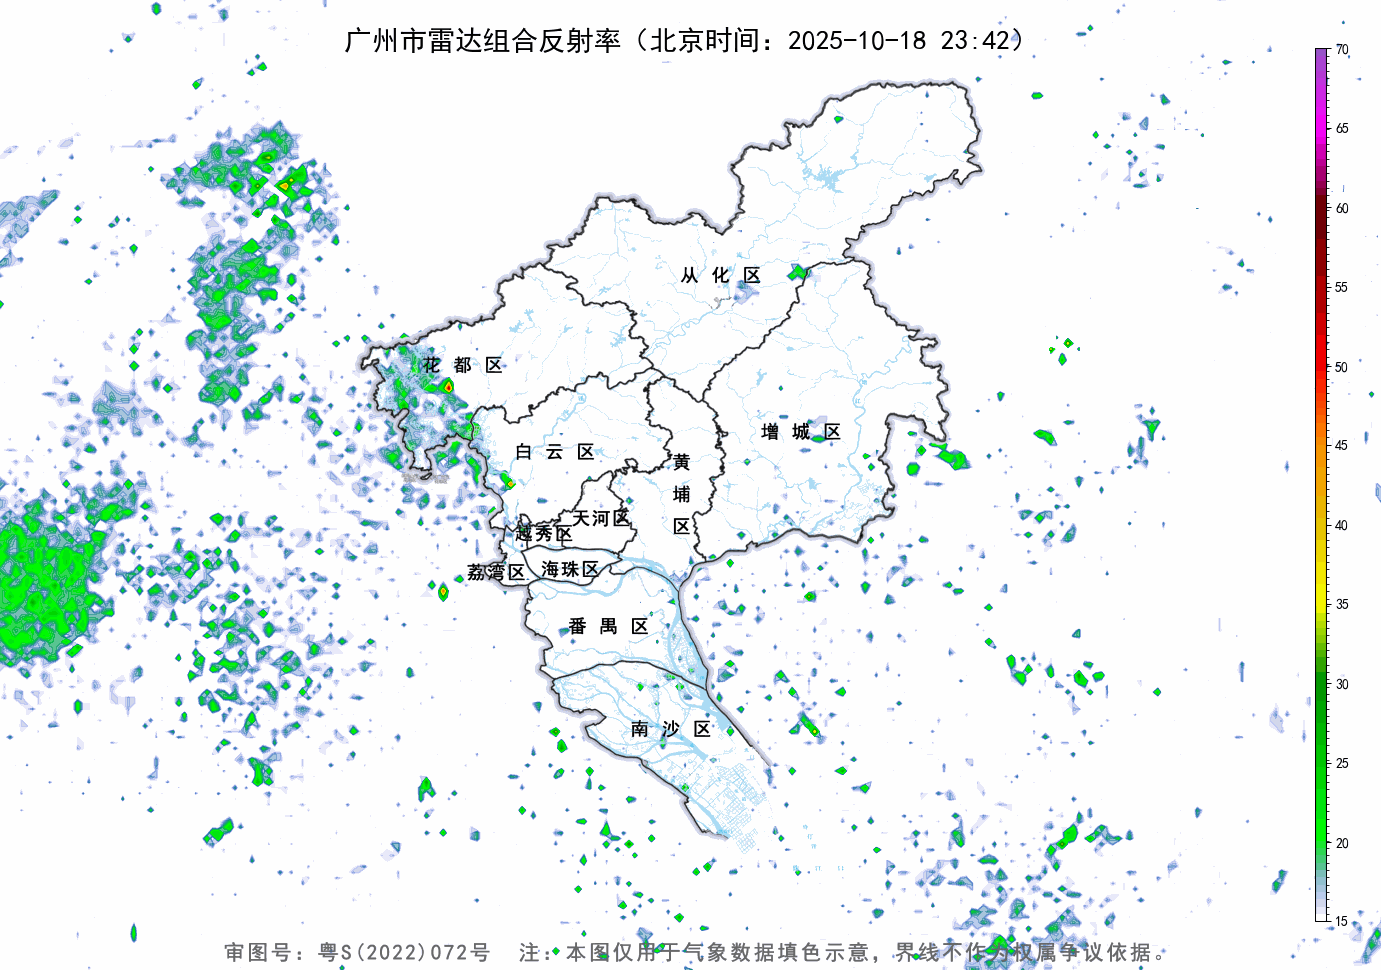 广州市雷达组合反射率（北京时间：2025-10-18 23:42）
70
65
60
55
50
45
40
35
30
25
20
15
从化区
花都区
增城区
白云区
黄埔区
天河区
越秀区
海珠区
荔湾区
番禺区
南沙区
审图号：粤S(2022)072号 注：本图仅用于气象数据填色示意，界线不作为权属争议依据。